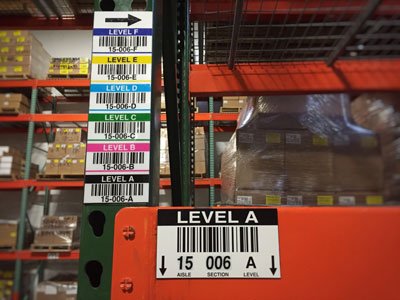 LEVEL F
15-006-F
LEVEL E
15-006-E
LEVEL D
15-006-D
LEVEL C
15-006-C
LEVEL B
15-006-B
LEVEL A
15-006-A
LEVEL A
15 006 A
AISLE SECTION LEVEL